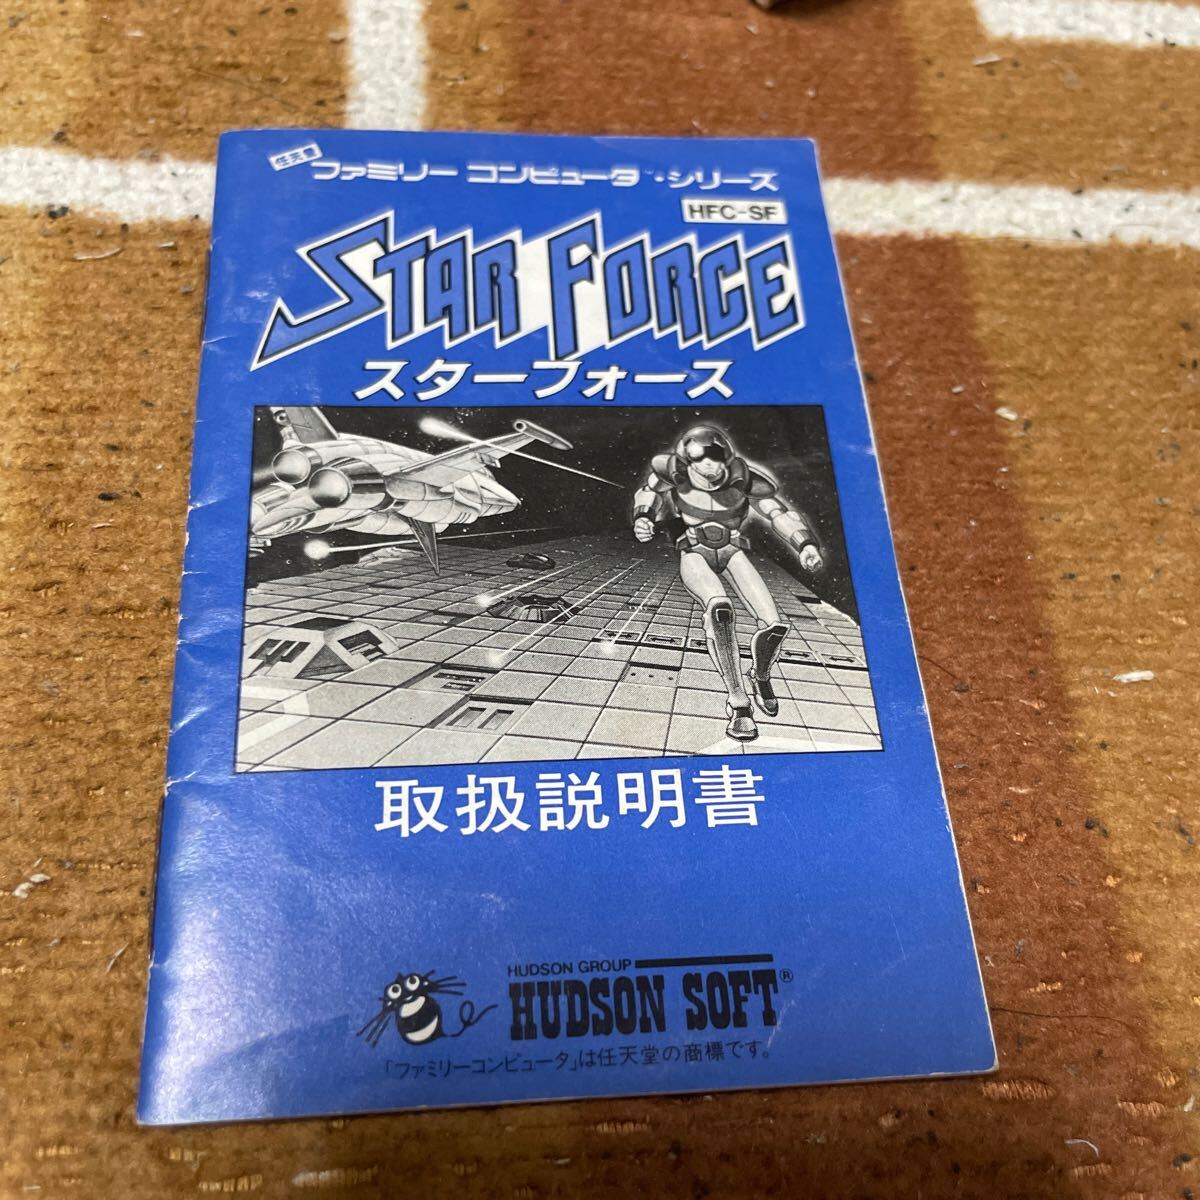 任天堂
ファミリー コンピュータ™・シリーズ
HFC-SF
STAR FORCE
スターフォース
取扱説明書
HUDSON GROUP
HUDSON SOFT®
「ファミリーコンピュータ」は任天堂の商標です。